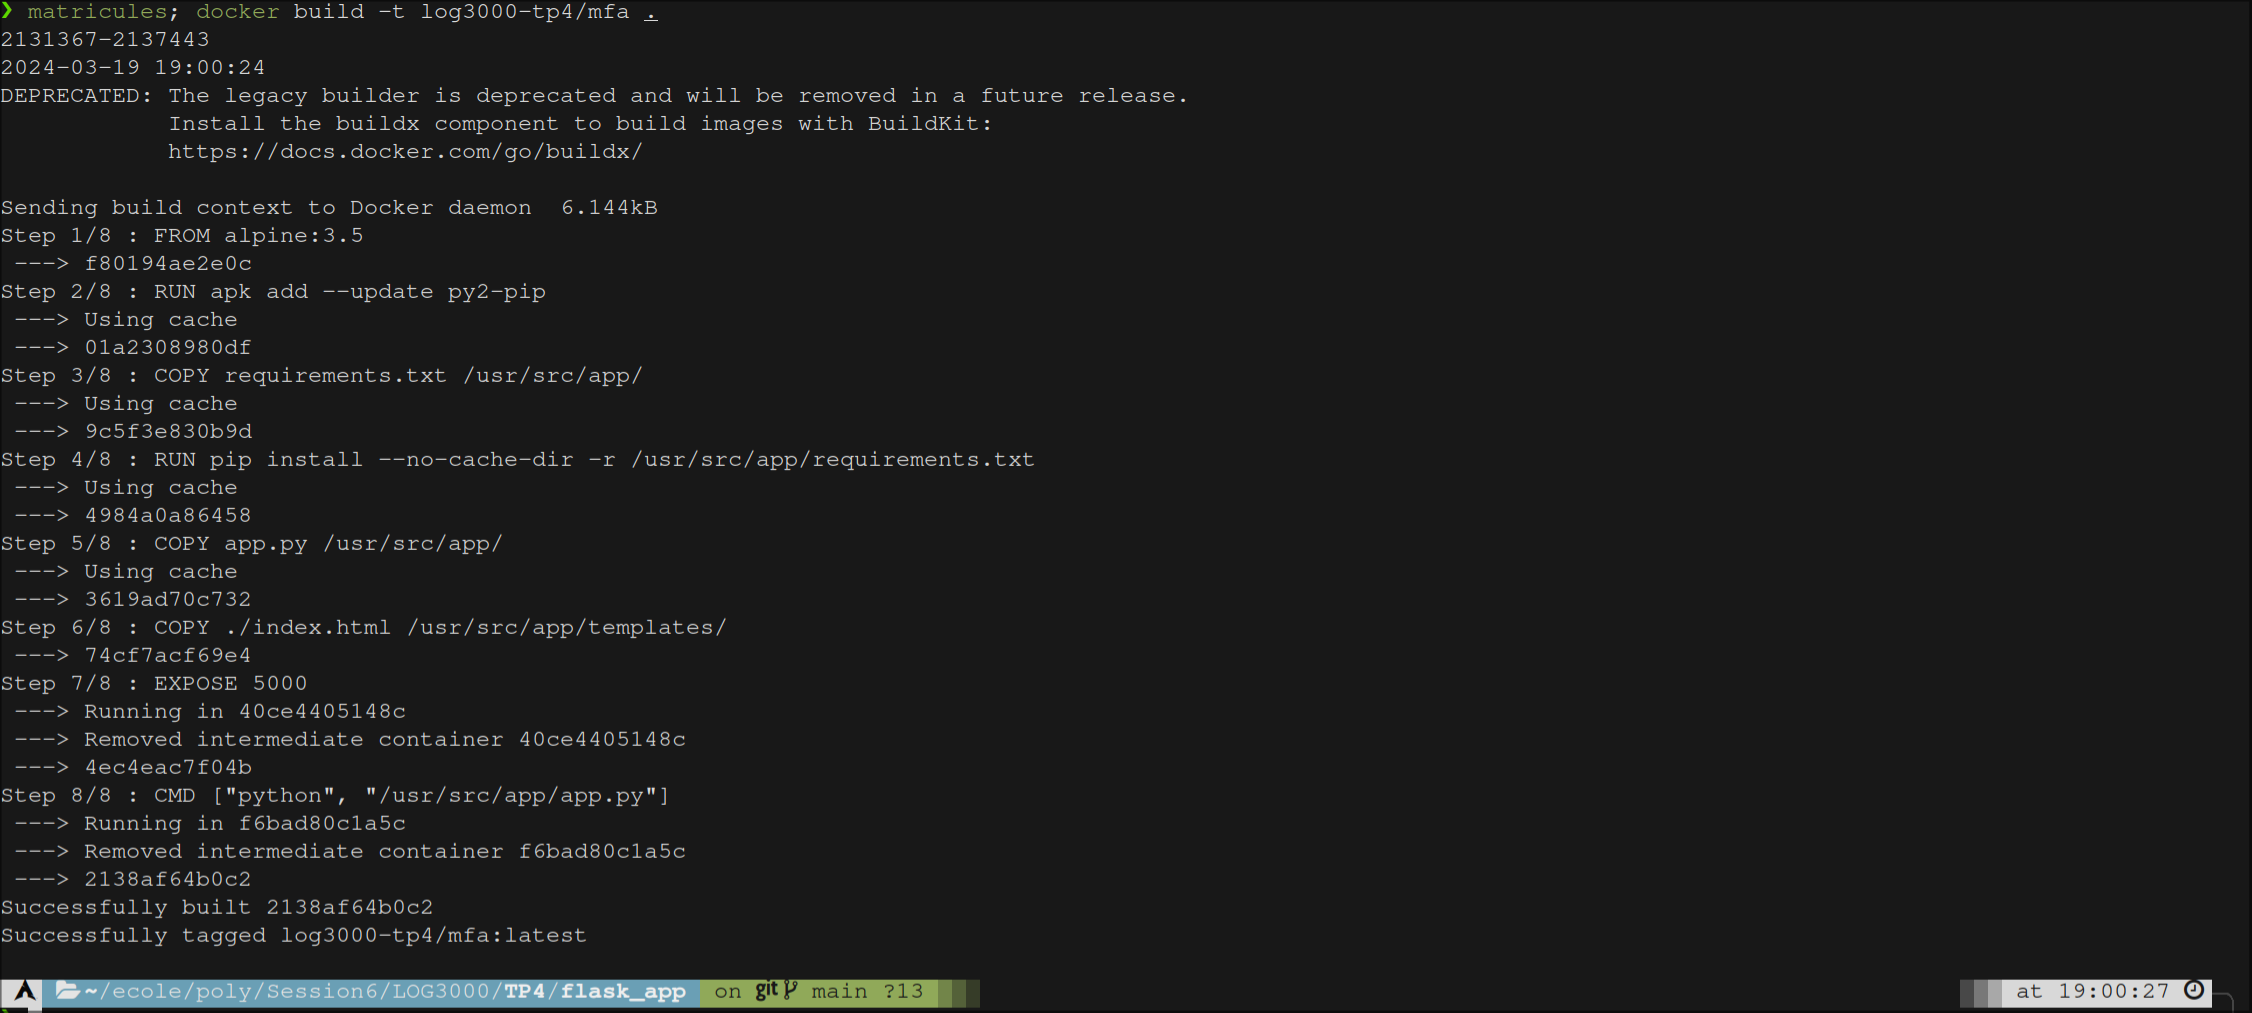 ❯ matricules; docker build -t log3000-tp4/mfa .
2131367-2137443
2024-03-19 19:00:24
DEPRECATED: The legacy builder is deprecated and will be removed in a future release.
            Install the buildx component to build images with BuildKit:
            https://docs.docker.com/go/buildx/

Sending build context to Docker daemon  6.144kB
Step 1/8 : FROM alpine:3.5
 ---> f80194ae2e0c
Step 2/8 : RUN apk add --update py2-pip
 ---> Using cache
 ---> 01a2308980df
Step 3/8 : COPY requirements.txt /usr/src/app/
 ---> Using cache
 ---> 9c5f3e830b9d
Step 4/8 : RUN pip install --no-cache-dir -r /usr/src/app/requirements.txt
 ---> Using cache
 ---> 4984a0a86458
Step 5/8 : COPY app.py /usr/src/app/
 ---> Using cache
 ---> 3619ad70c732
Step 6/8 : COPY ./index.html /usr/src/app/templates/
 ---> 74cf7acf69e4
Step 7/8 : EXPOSE 5000
 ---> Running in 40ce4405148c
 ---> Removed intermediate container 40ce4405148c
 ---> 4ec4eac7f04b
Step 8/8 : CMD ["python", "/usr/src/app/app.py"]
 ---> Running in f6bad80c1a5c
 ---> Removed intermediate container f6bad80c1a5c
 ---> 2138af64b0c2
Successfully built 2138af64b0c2
Successfully tagged log3000-tp4/mfa:latest

~/ecole/poly/Session6/LOG3000/TP4/flask_app on git main ?13 at 19:00:27